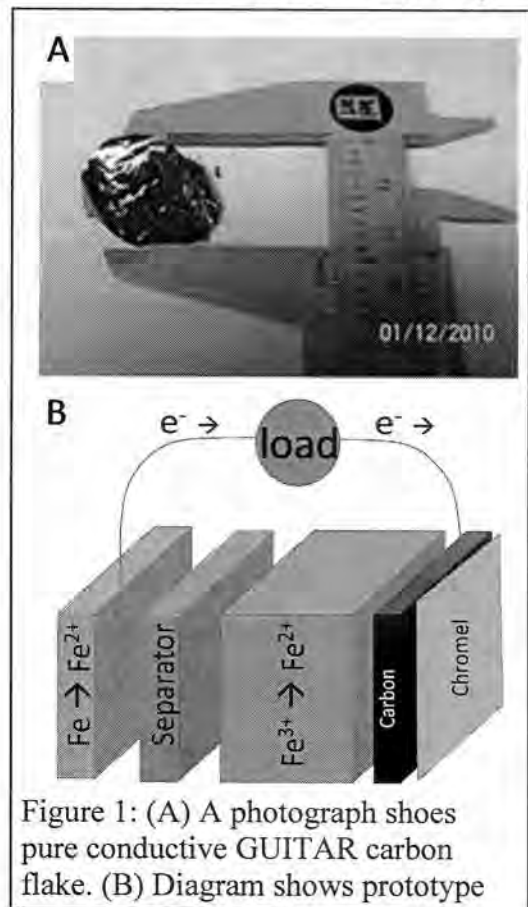 A
01/12/2010
B
e⁻ →
load
e⁻ →
Fe → Fe²⁺
Separator
Fe³⁺ → Fe²⁺
Carbon
Chromel
Figure 1: (A) A photograph shoes
pure conductive GUITAR carbon
flake. (B) Diagram shows prototype